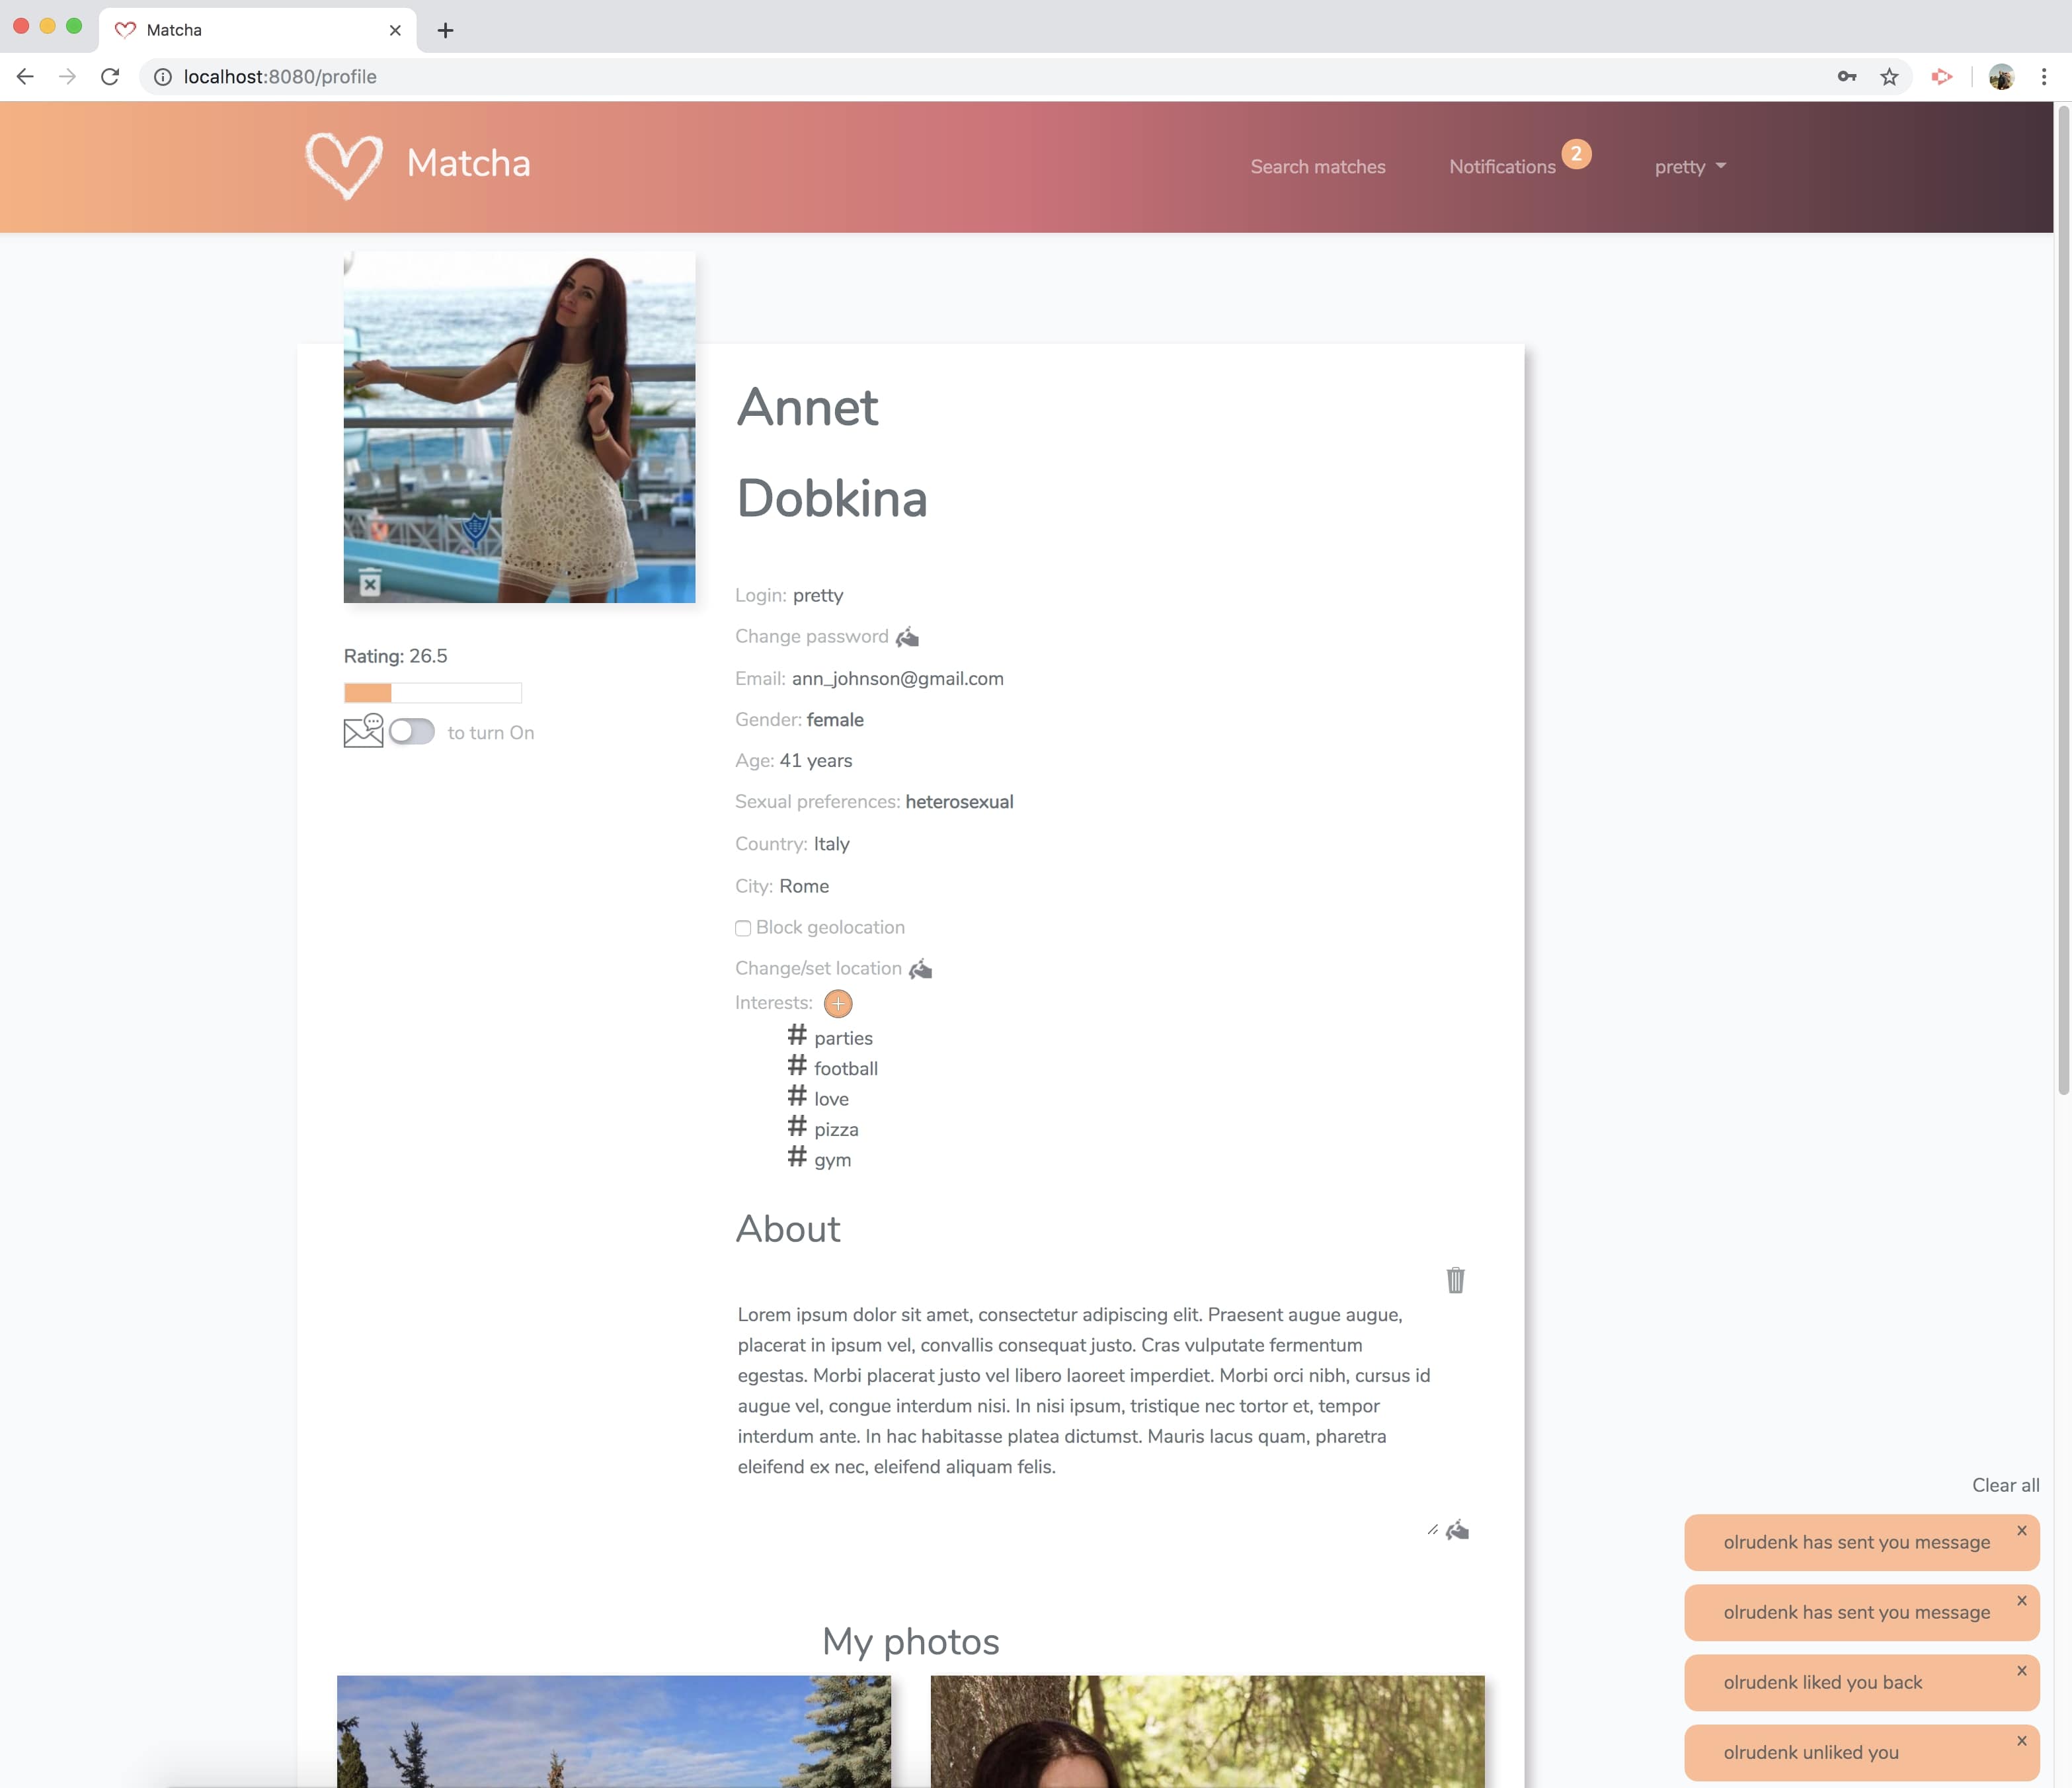 Matcha
localhost:8080/profile
Matcha
Search matches
Notifications 2
pretty
Annet
Dobkina
Login: pretty
Change password
Email: ann_johnson@gmail.com
Gender: female
Age: 41 years
Sexual preferences: heterosexual
Country: Italy
City: Rome
Block geolocation
Change/set location
Interests: +
# parties
# football
# love
# pizza
# gym
Rating: 26.5
to turn On
About
Lorem ipsum dolor sit amet, consectetur adipiscing elit. Praesent augue augue,
placerat in ipsum vel, convallis consequat justo. Cras vulputate fermentum
egestas. Morbi placerat justo vel libero laoreet imperdiet. Morbi orci nibh, cursus id
augue vel, congue interdum nisi. In nisi ipsum, tristique nec tortor et, tempor
interdum ante. In hac habitasse platea dictumst. Mauris lacus quam, pharetra
eleifend ex nec, eleifend aliquam felis.
My photos
Clear all
olrudenk has sent you message
olrudenk has sent you message
olrudenk liked you back
olrudenk unliked you